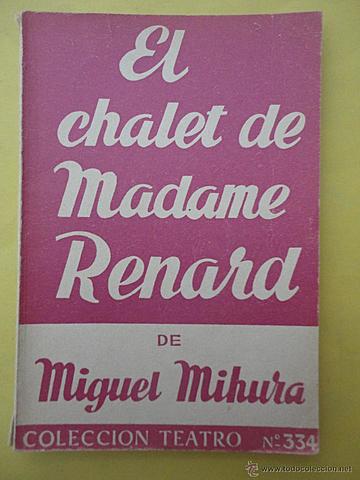 El
chalet de
Madame
Renard
DE
Miguel Mihura
COLECCION TEATRO Nº 334
© www.todocoleccion.net